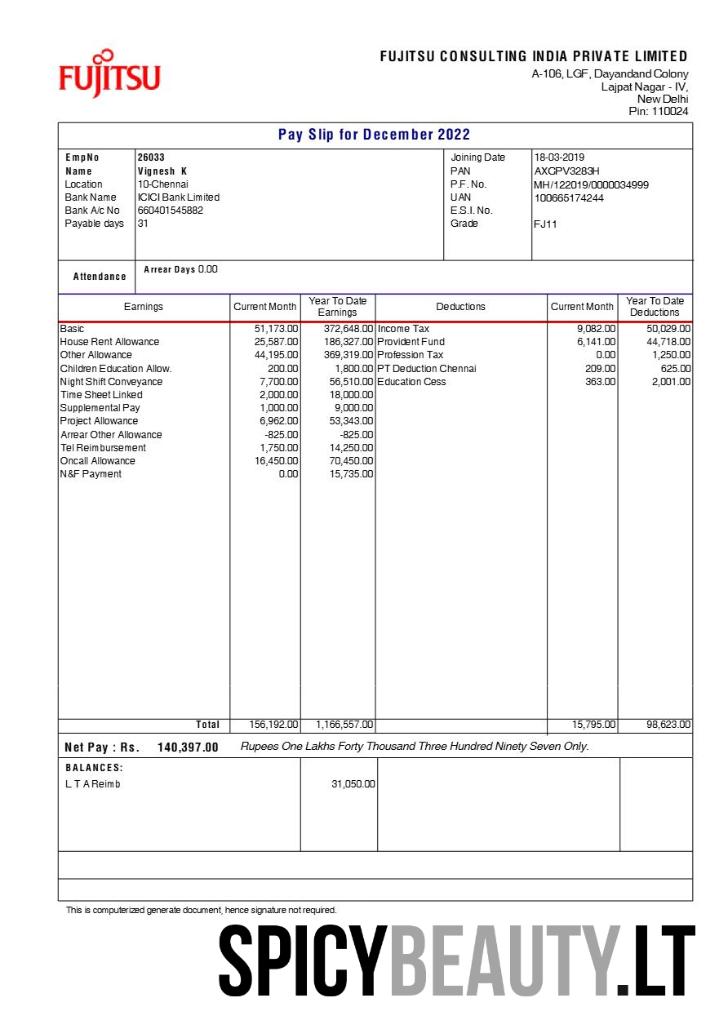 FUJITSU
FUJITSU CONSULTING INDIA PRIVATE LIMITED
A-106, LGF, Dayandand Colony
Lajpat Nagar - IV,
New Delhi
Pin: 110024
Pay Slip for December 2022
EmpNo 26033 Joining Date 18-03-2019
Name Vignesh K PAN AXCPV3283H
Location 10-Chennai P.F. No. MH/122019/0000034999
Bank Name ICICI Bank Limited UAN 100665174244
Bank A/c No 660401545882 E.S.I. No.
Payable days 31 Grade FJ11
Attendance Arrear Days 0.00
Earnings Current Month Year To Date Earnings Deductions Current Month Year To Date Deductions
Basic 51,173.00 372,648.00 Income Tax 9,082.00 50,029.00
House Rent Allowance 25,587.00 186,327.00 Provident Fund 6,141.00 44,718.00
Other Allowance 44,195.00 369,319.00 Profession Tax 0.00 1,250.00
Children Education Allow. 200.00 1,800.00 PT Deduction Chennai 209.00 625.00
Night Shift Conveyance 7,700.00 56,510.00 Education Cess 363.00 2,001.00
Time Sheet Linked 2,000.00 18,000.00
Supplemental Pay 1,000.00 9,000.00
Project Allowance 6,962.00 53,343.00
Arrear Other Allowance -825.00 -825.00
Tel Reimbursement 1,750.00 14,250.00
Oncall Allowance 16,450.00 70,450.00
N&F Payment 0.00 15,735.00
Total 156,192.00 1,166,557.00 15,795.00 98,623.00
Net Pay : Rs. 140,397.00 Rupees One Lakhs Forty Thousand Three Hundred Ninety Seven Only.
BALANCES:
L T A Reimb 31,050.00
This is computerized generate document, hence signature not required.
SPICYBEAUTY.LT